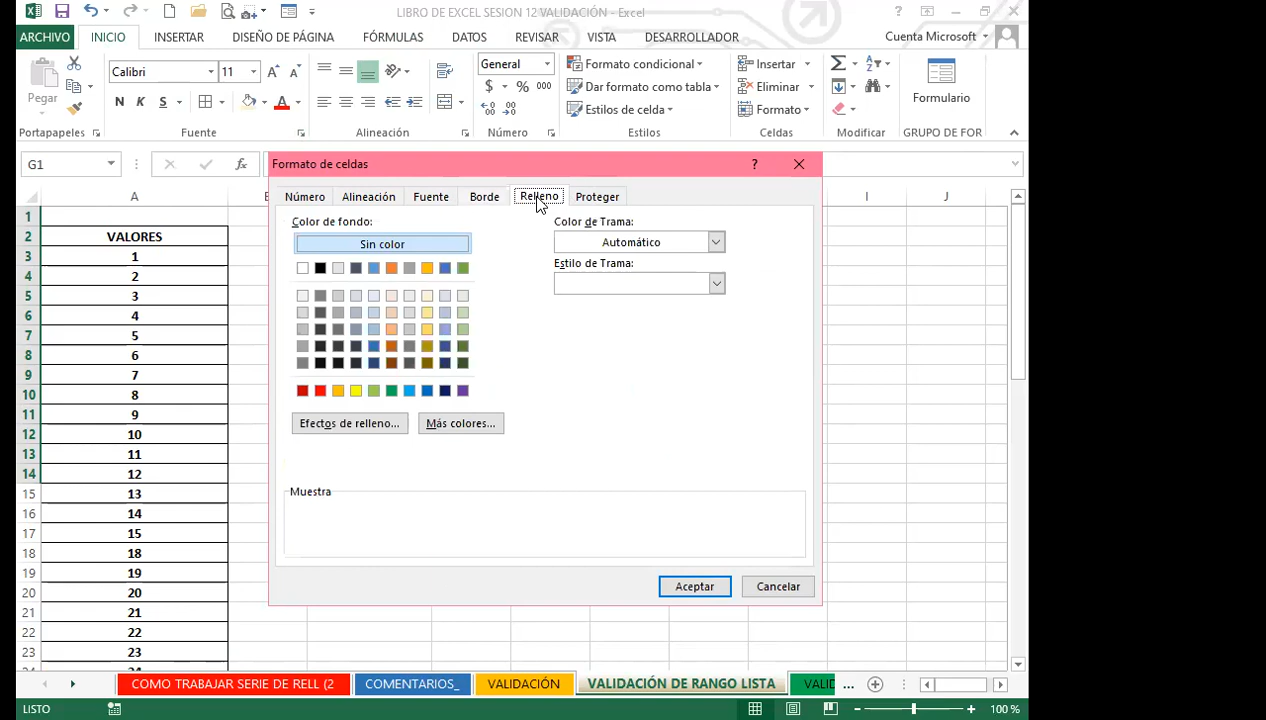 LIBRO DE EXCEL SESION 12 VALIDACIÓN - Excel
ARCHIVO INICIO INSERTAR DISEÑO DE PÁGINA FÓRMULAS DATOS REVISAR VISTA DESARROLLADOR Cuenta Microsoft
Pegar
Calibri 11
N K S
General
$ % 000
Formato condicional
Dar formato como tabla
Estilos de celda
Insertar
Eliminar
Formato
Formulario
Portapapeles Fuente Alineación Número Estilos Celdas Modificar GRUPO DE FOR
G1 fx
Formato de celdas
Número Alineación Fuente Borde Relleno Proteger
Color de fondo:
Sin color
Efectos de relleno... Más colores...
Color de Trama:
Automático
Estilo de Trama:
Muestra
Aceptar Cancelar
A I J
1
2 VALORES
3 1
4 2
5 3
6 4
7 5
8 6
9 7
10 8
11 9
12 10
13 11
14 12
15 13
16 14
17 15
18 18
19 19
20 20
21 21
22 22
23 23
COMO TRABAJAR SERIE DE RELL (2 COMENTARIOS_ VALIDACIÓN VALIDACIÓN DE RANGO LISTA VALID ...
LISTO 100 %